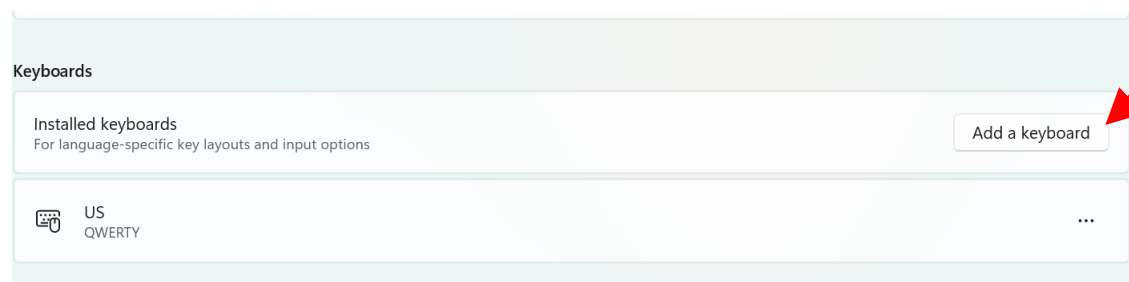 Keyboards
Installed keyboards
For language-specific key layouts and input options
Add a keyboard
US
QWERTY